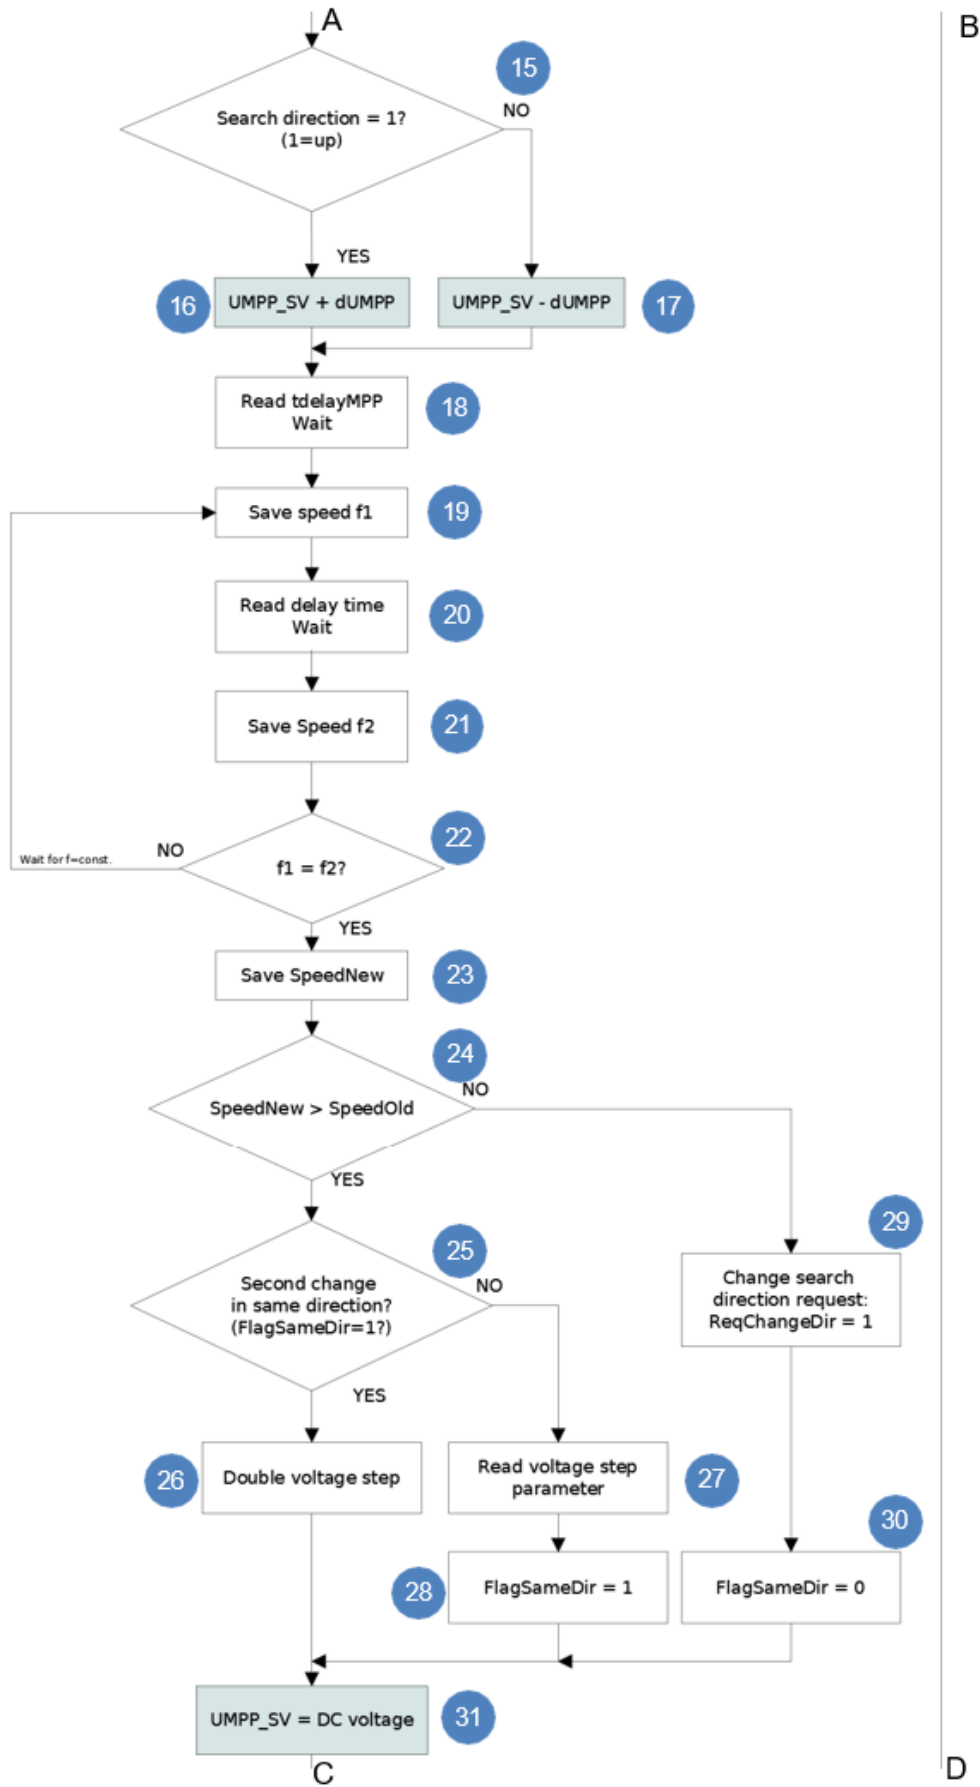 A
B
15
NO
Search direction = 1?
(1=up)
YES
16
UMPP_SV + dUMPP
UMPP_SV - dUMPP
17
Read tdelayMPP
Wait
18
Save speed f1
19
Read delay time
Wait
20
Save Speed f2
21
22
NO
Wait for f=const.
f1 = f2?
YES
Save SpeedNew
23
24
NO
SpeedNew > SpeedOld
YES
29
25
NO
Second change
in same direction?
(FlagSameDir=1?)
Change search
direction request:
ReqChangeDir = 1
YES
26
Double voltage step
Read voltage step
parameter
27
30
28
FlagSameDir = 1
FlagSameDir = 0
UMPP_SV = DC voltage
31
C
D